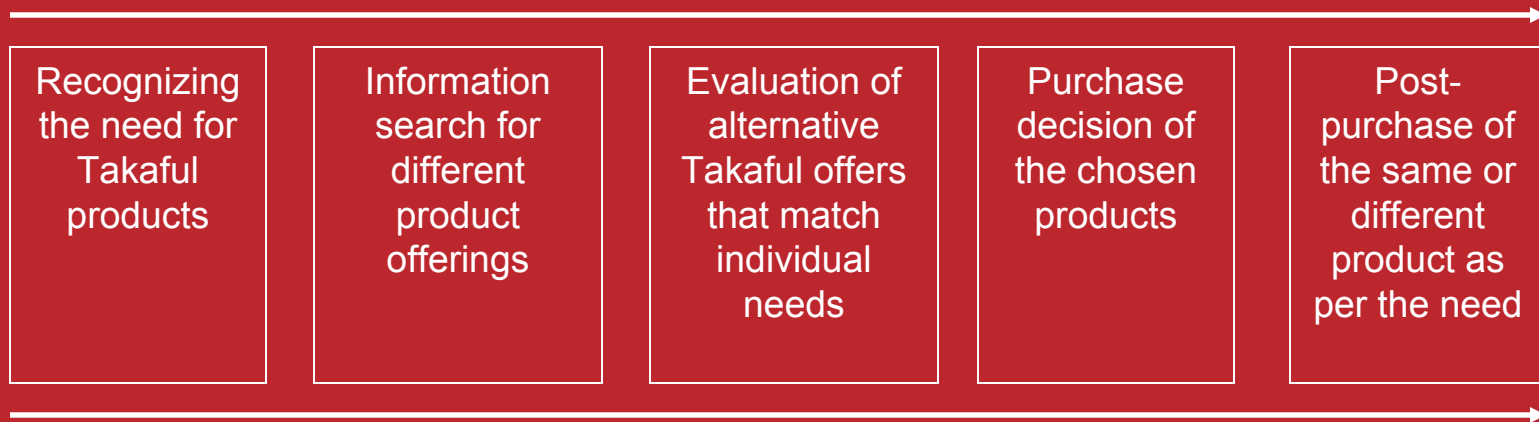 Recognizing
the need for
Takaful
products
Information
search for
different
product
offerings
Evaluation of
alternative
Takaful offers
that match
individual
needs
Purchase
decision of
the chosen
products
Post-
purchase of
the same or
different
product as
per the need